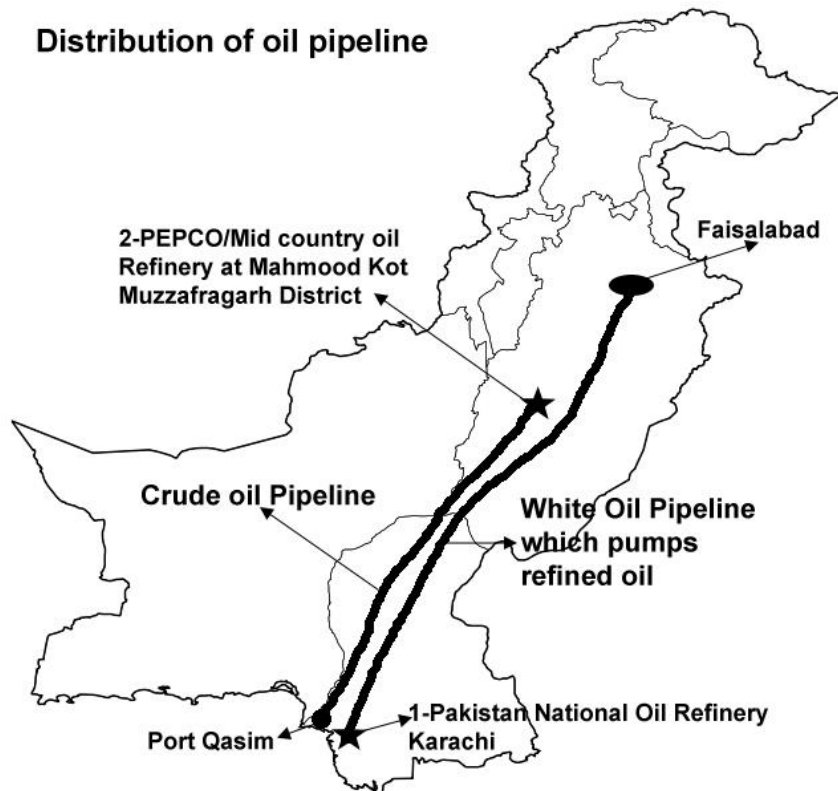 Distribution of oil pipeline
2-PEPCO/Mid country oil
Refinery at Mahmood Kot
Muzzafragarh District
Faisalabad
Crude oil Pipeline
White Oil Pipeline
which pumps
refined oil
Port Qasim
1-Pakistan National Oil Refinery
Karachi